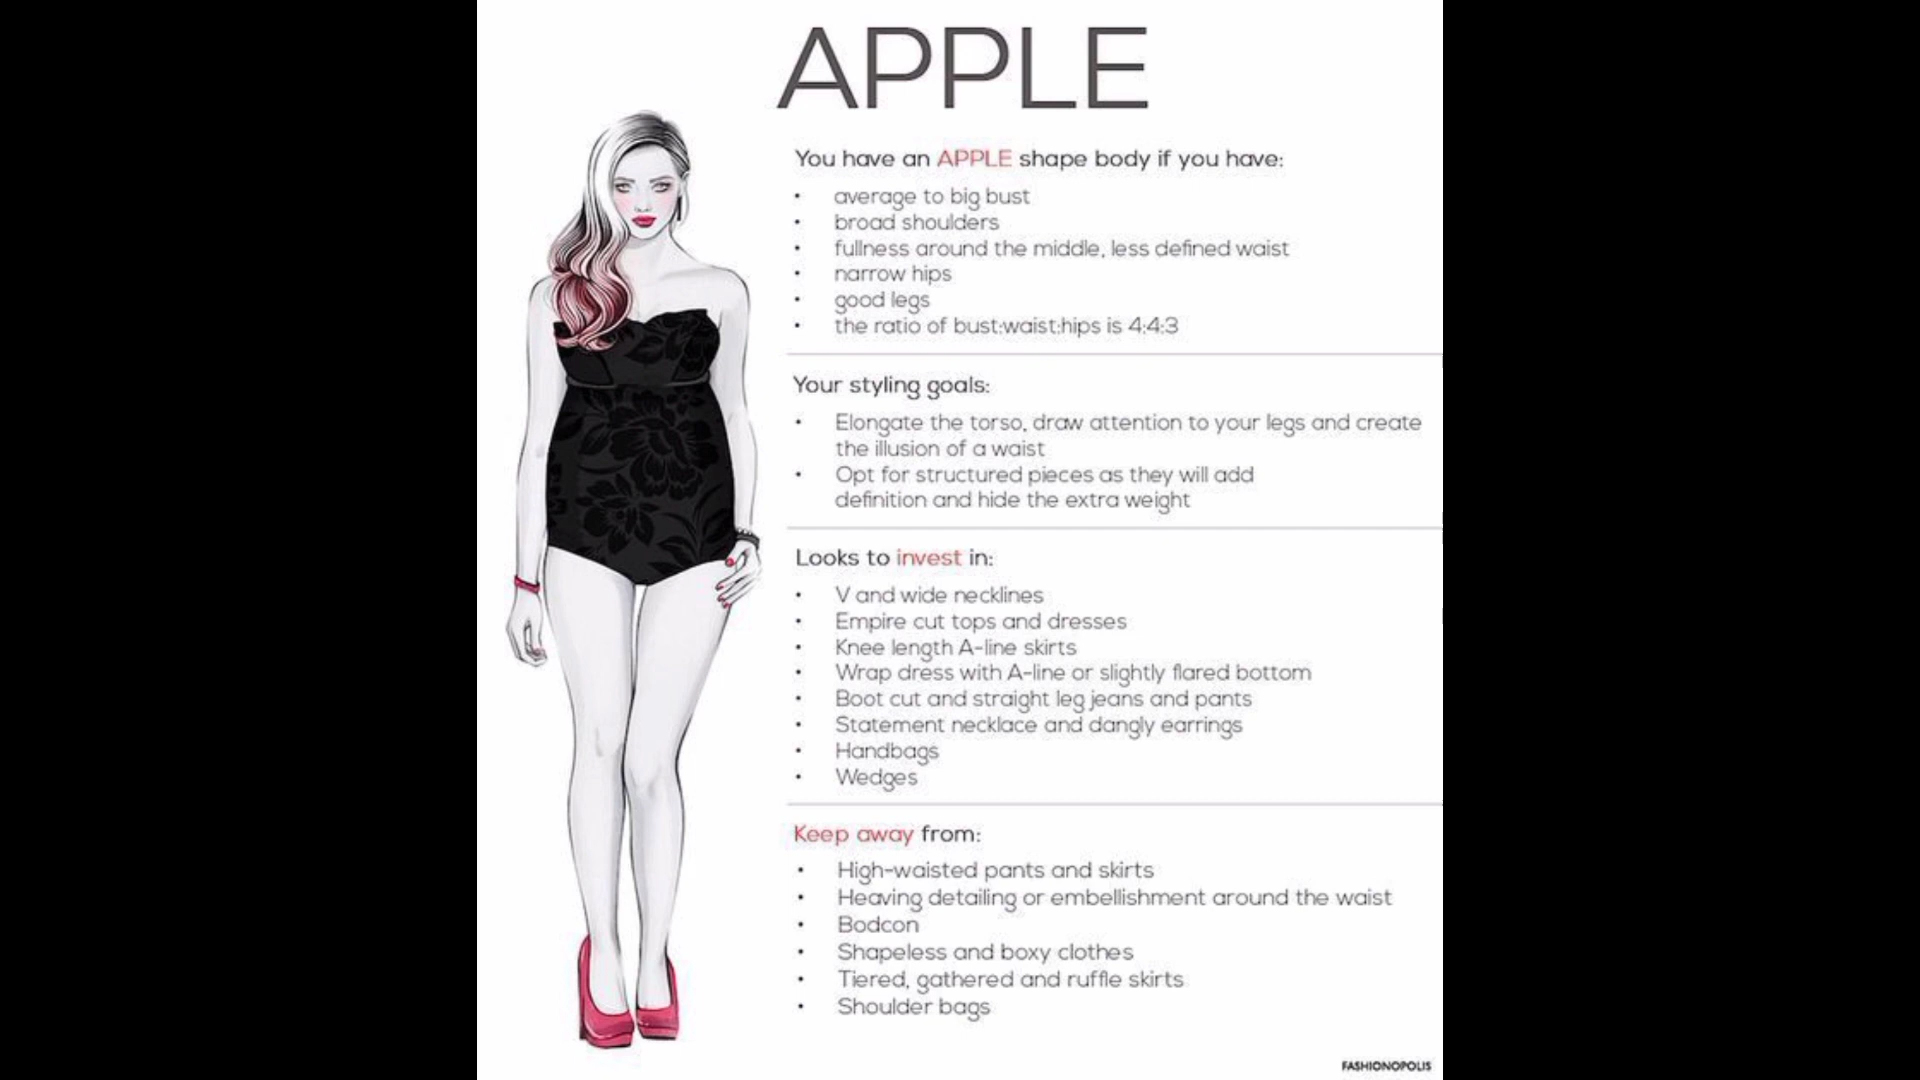 APPLE
You have an APPLE shape body if you have:
• average to big bust
• broad shoulders
• fullness around the middle, less defined waist
• narrow hips
• good legs
• the ratio of bust:waist:hips is 4:4:3
Your styling goals:
• Elongate the torso, draw attention to your legs and create
the illusion of a waist
• Opt for structured pieces as they will add
definition and hide the extra weight
Looks to invest in:
• V and wide necklines
• Empire cut tops and dresses
• Knee length A-line skirts
• Wrap dress with A-line or slightly flared bottom
• Boot cut and straight leg jeans and pants
• Statement necklace and dangly earrings
• Handbags
• Wedges
Keep away from:
• High-waisted pants and skirts
• Heaving detailing or embellishment around the waist
• Bodcon
• Shapeless and boxy clothes
• Tiered, gathered and ruffle skirts
• Shoulder bags
FASHIONOPOLIS